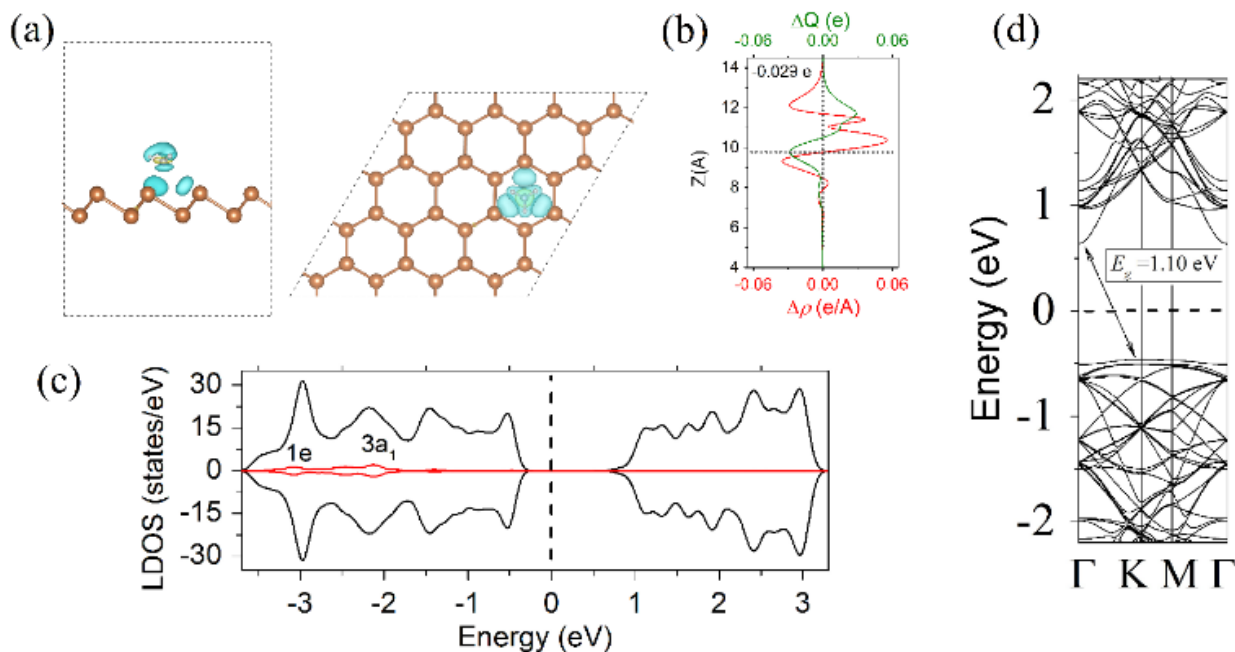 (a)
(b)
ΔQ (e)
-0.06 0.00 0.06
14
12
10
8
6
4
Z(A)
-0.029 e
-0.06 0.00 0.06
Δρ (e/A)
(c)
30
15
0
-15
-30
LDOS (states/eV)
1e
3a₁
-3 -2 -1 0 1 2 3
Energy (eV)
(d)
2
1
0
-1
-2
Energy (eV)
E_g =1.10 eV
Γ K M Γ